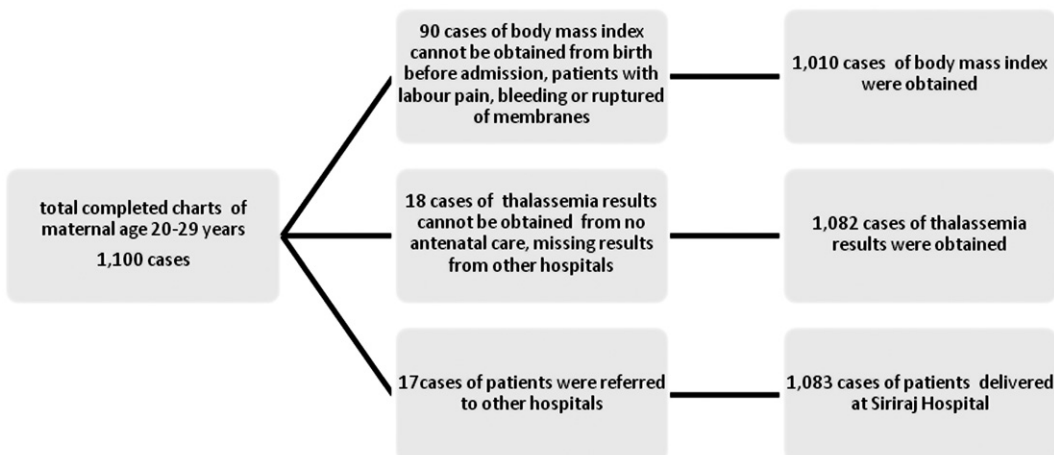 total completed charts of
maternal age 20-29 years
1,100 cases
90 cases of body mass index
cannot be obtained from birth
before admission, patients with
labour pain, bleeding or ruptured
of membranes
1,010 cases of body mass index
were obtained
18 cases of thalassemia results
cannot be obtained from no
antenatal care, missing results
from other hospitals
1,082 cases of thalassemia
results were obtained
17cases of patients were referred
to other hospitals
1,083 cases of patients delivered
at Siriraj Hospital